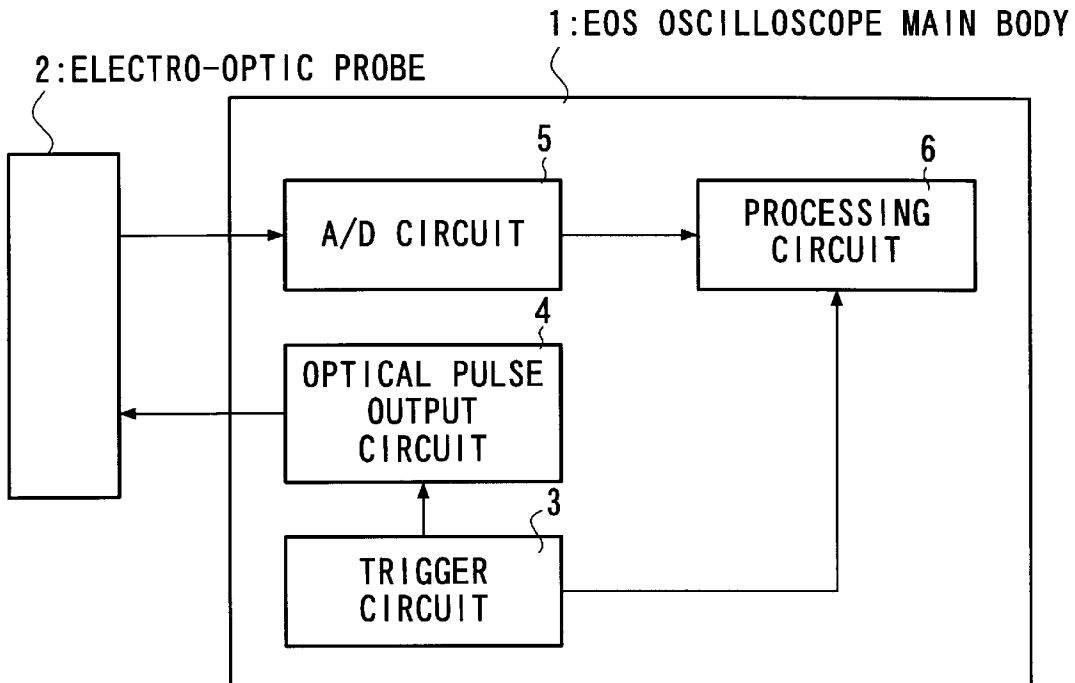 1:EOS OSCILLOSCOPE MAIN BODY
2:ELECTRO-OPTIC PROBE
5
A/D CIRCUIT
6
PROCESSING
CIRCUIT
4
OPTICAL PULSE
OUTPUT
CIRCUIT
3
TRIGGER
CIRCUIT